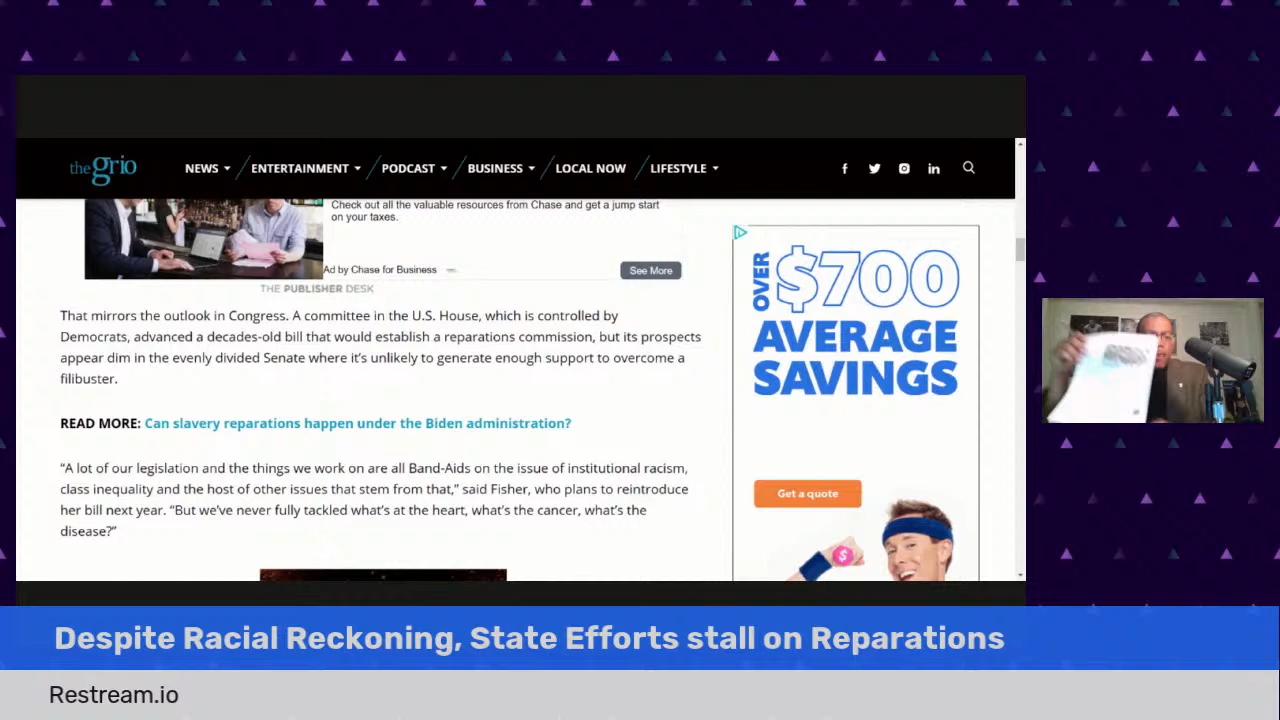 the grio
NEWS
ENTERTAINMENT
PODCAST
BUSINESS
LOCAL NOW
LIFESTYLE
Check out all the valuable resources from Chase and get a jump start
on your taxes.
Ad by Chase for Business
See More
THE PUBLISHER DESK
That mirrors the outlook in Congress. A committee in the U.S. House, which is controlled by
Democrats, advanced a decades-old bill that would establish a reparations commission, but its prospects
appear dim in the evenly divided Senate where it’s unlikely to generate enough support to overcome a
filibuster.
READ MORE: Can slavery reparations happen under the Biden administration?
“A lot of our legislation and the things we work on are all Band-Aids on the issue of institutional racism,
class inequality and the host of other issues that stem from that,” said Fisher, who plans to reintroduce
her bill next year. “But we’ve never fully tackled what’s at the heart, what’s the cancer, what’s the
disease?”
OVER
$700
AVERAGE
SAVINGS
Get a quote
$
Despite Racial Reckoning, State Efforts stall on Reparations
Restream.io